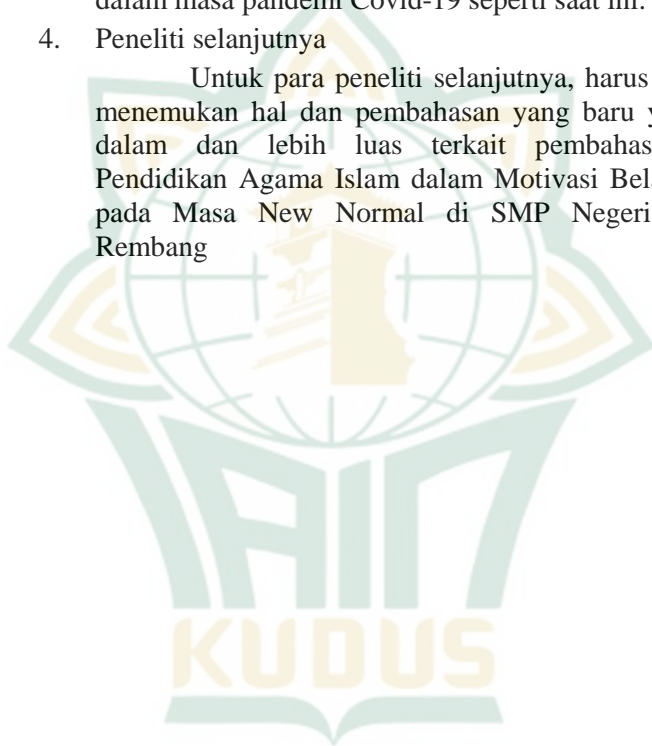 dalam masa pandemi Covid-19 seperti saat ini.
4. Peneliti selanjutnya
Untuk para peneliti selanjutnya, harus
menemukan hal dan pembahasan yang baru
dalam dan lebih luas terkait
Pendidikan Agama Islam dalam Motivasi
pada Masa New Normal di SMP Negeri
Rembang
IAIN
KUDUS